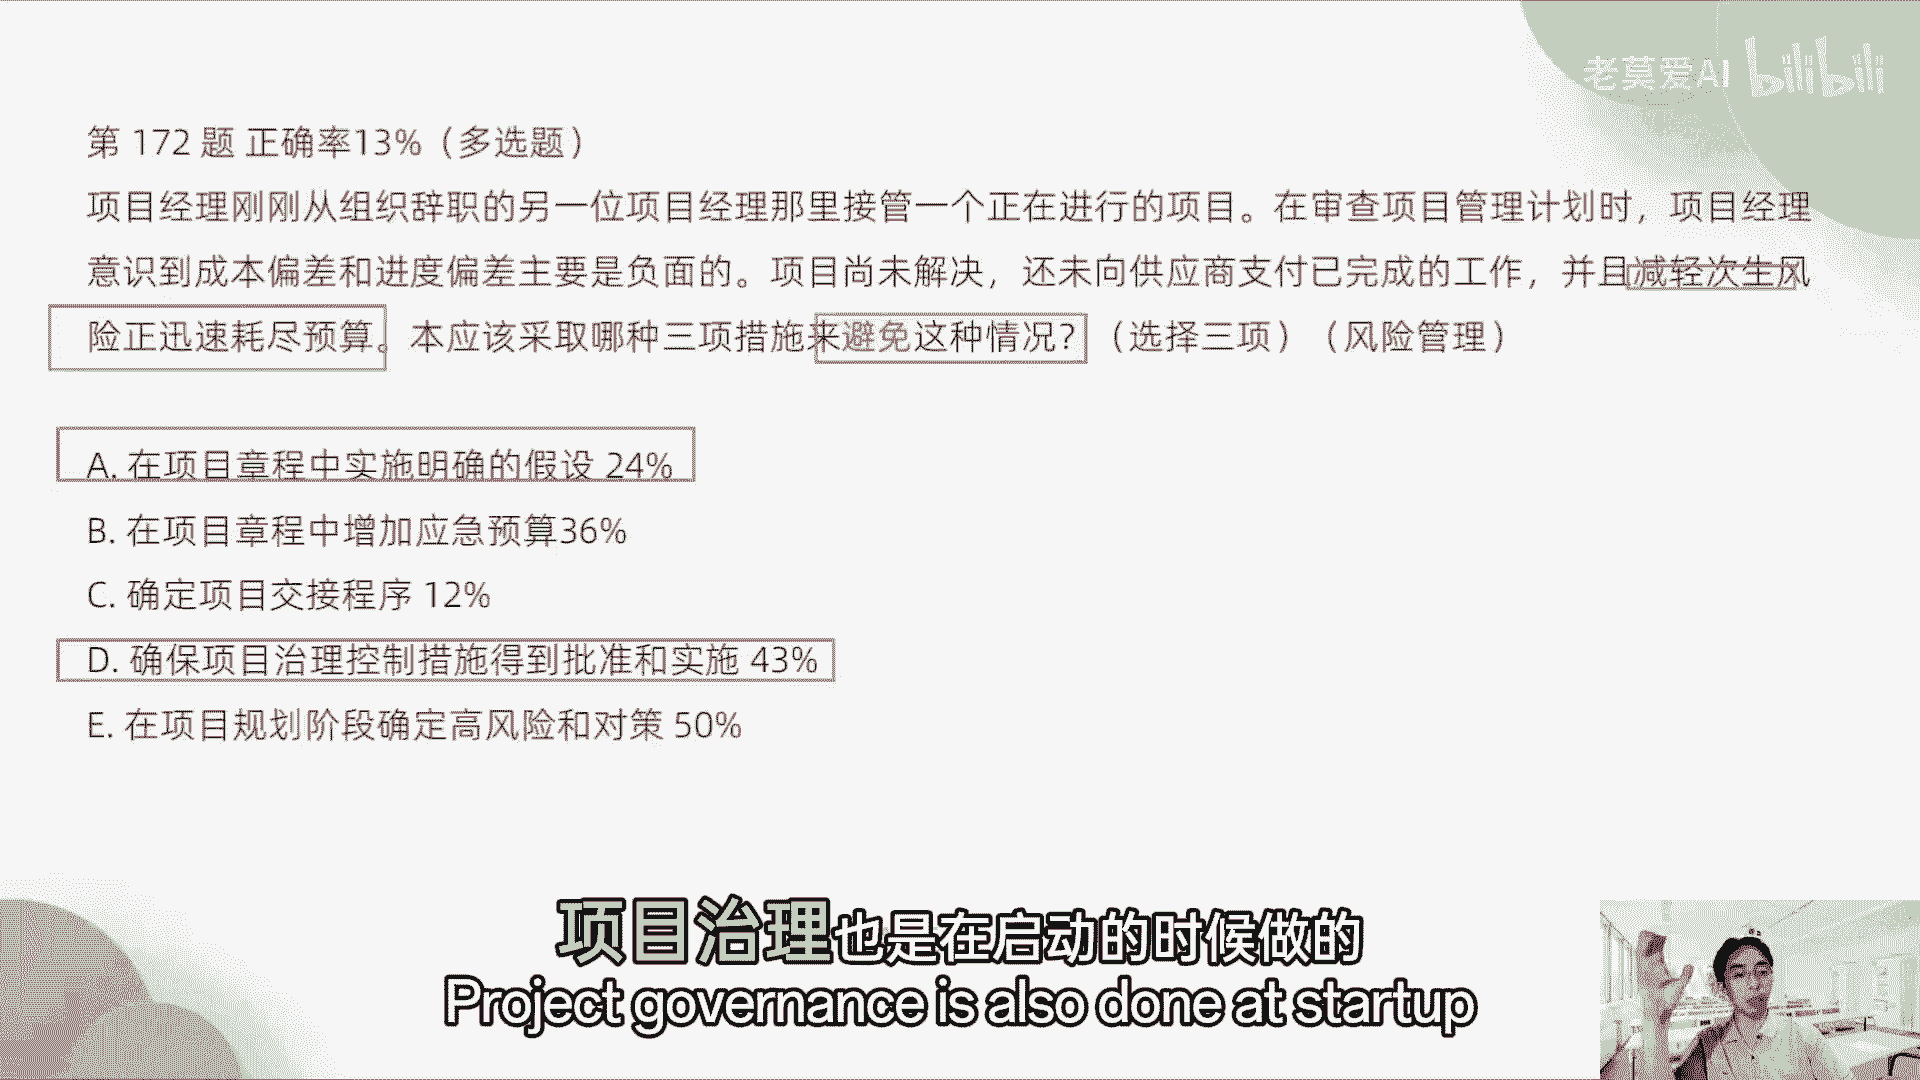 老莫爱AI bilibili
第 172 题 正确率13%（多选题）
项目经理刚刚从组织辞职的另一位项目经理那里接管一个正在进行的项目。在审查项目管理计划时，项目经理
意识到成本偏差和进度偏差主要是负面的。项目尚未解决，还未向供应商支付已完成的工作，并且减轻次生风
险正迅速耗尽预算。本应该采取哪种三项措施来避免这种情况？（选择三项）（风险管理）
A. 在项目章程中实施明确的假设 24%
B. 在项目章程中增加应急预算36%
C. 确定项目交接程序 12%
D. 确保项目治理控制措施得到批准和实施 43%
E. 在项目规划阶段确定高风险和对策 50%
项目治理也是在启动的时候做的
Project governance is also done at startup